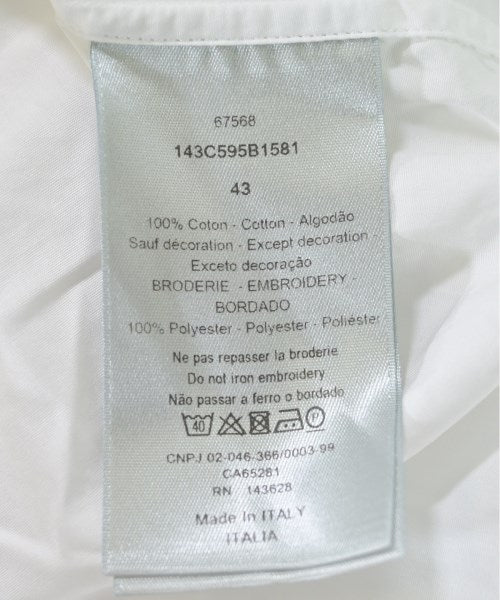 67568
143C595B1581
43
100% Coton - Cotton - Algodão
Sauf décoration - Except decoration -
Exceto decoração
BRODERIE - EMBROIDERY -
BORDADO
100% Polyester - Polyester - Poliéster
Ne pas repasser la broderie
Do not iron embroidery
Não passar a ferro o bordado
40 P
CNPJ 02-046-366/0003-99
CA65281
RN 143628
Made In ITALY
ITALIA